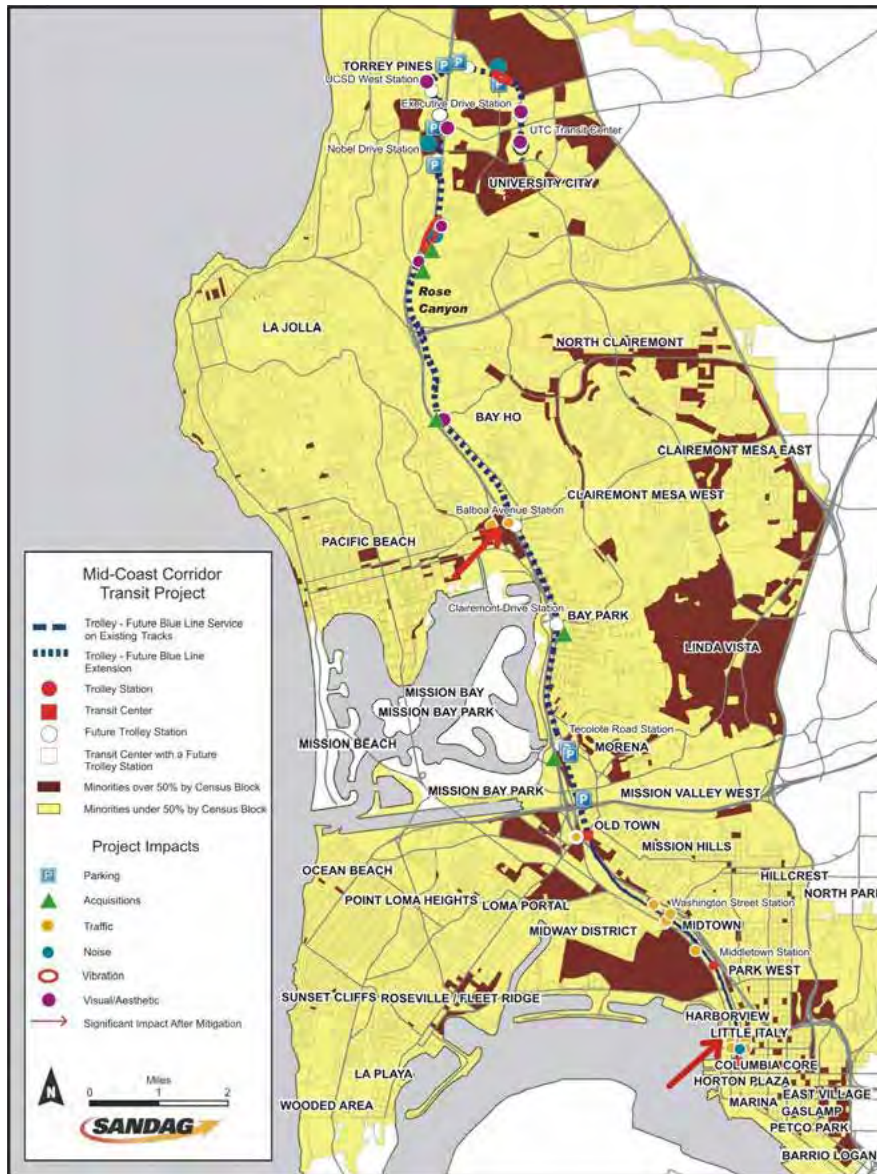 TORREY PINES
UCSD West Station
Executive Drive Station
UTC Transit Center
Nobel Drive Station
UNIVERSITY CITY
Rose
Canyon
LA JOLLA
NORTH CLAIREMONT
BAY HO
CLAIREMONT MESA EAST
CLAIREMONT MESA WEST
Balboa Avenue Station
PACIFIC BEACH
Clairemont Drive Station
BAY PARK
LINDA VISTA
MISSION BAY
MISSION BAY PARK
Tecolote Road Station
MISSION BEACH
MORENA
MISSION BAY PARK
MISSION VALLEY WEST
OLD TOWN
MISSION HILLS
OCEAN BEACH
HILLCREST
NORTH PARK
POINT LOMA HEIGHTS
LOMA PORTAL
Washington Street Station
MIDWAY DISTRICT
MIDTOWN
Middletown Station
PARK WEST
SUNSET CLIFFS
ROSEVILLE / FLEET RIDGE
HARBORVIEW
LITTLE ITALY
LA PLAYA
COLUMBIA CORE
HORTON PLAZA
WOODED AREA
MARINA
EAST VILLAGE
GASLAMP
PETCO PARK
BARRIO LOGAN
Mid-Coast Corridor
Transit Project
Trolley - Future Blue Line Service
on Existing Tracks
Trolley - Future Blue Line
Extension
Trolley Station
Transit Center
Future Trolley Station
Transit Center with a Future
Trolley Station
Minorities over 50% by Census Block
Minorities under 50% by Census Block
Project Impacts
P Parking
Acquisitions
Traffic
Noise
Vibration
Visual/Aesthetic
Significant Impact After Mitigation
Miles
0 1 2
N
SANDAG